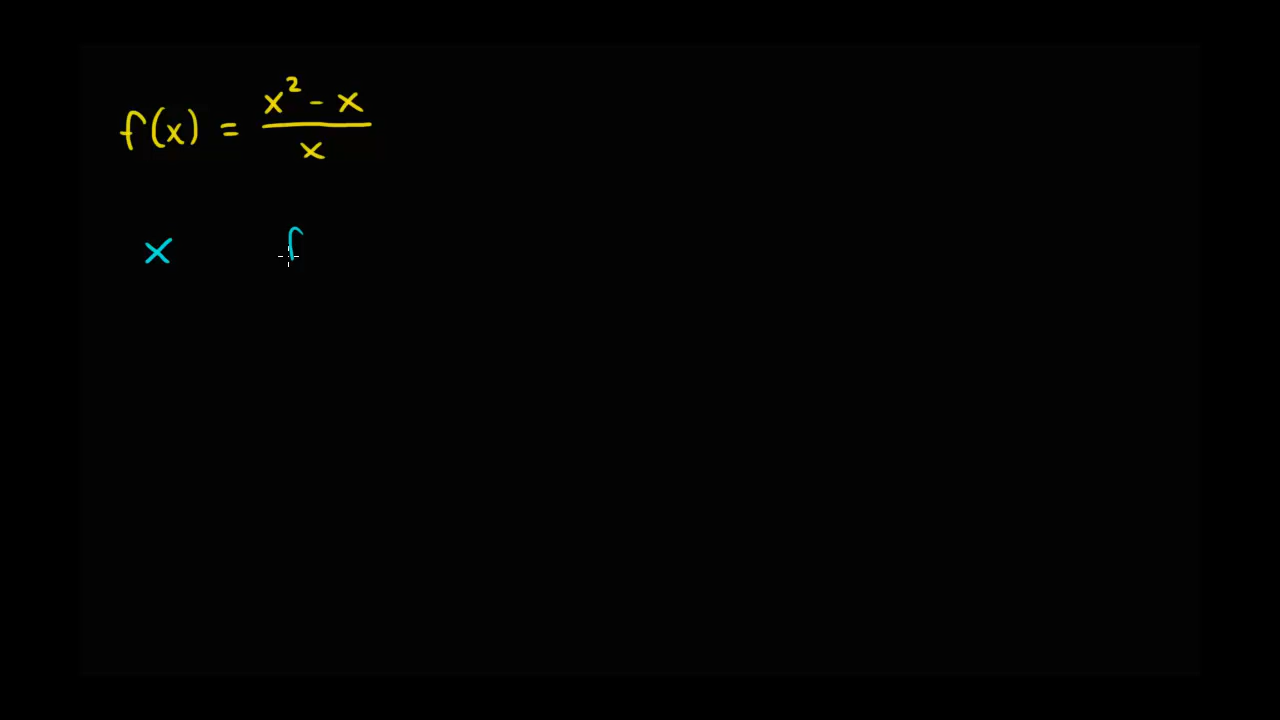 f(x) = x² - x / x
x f